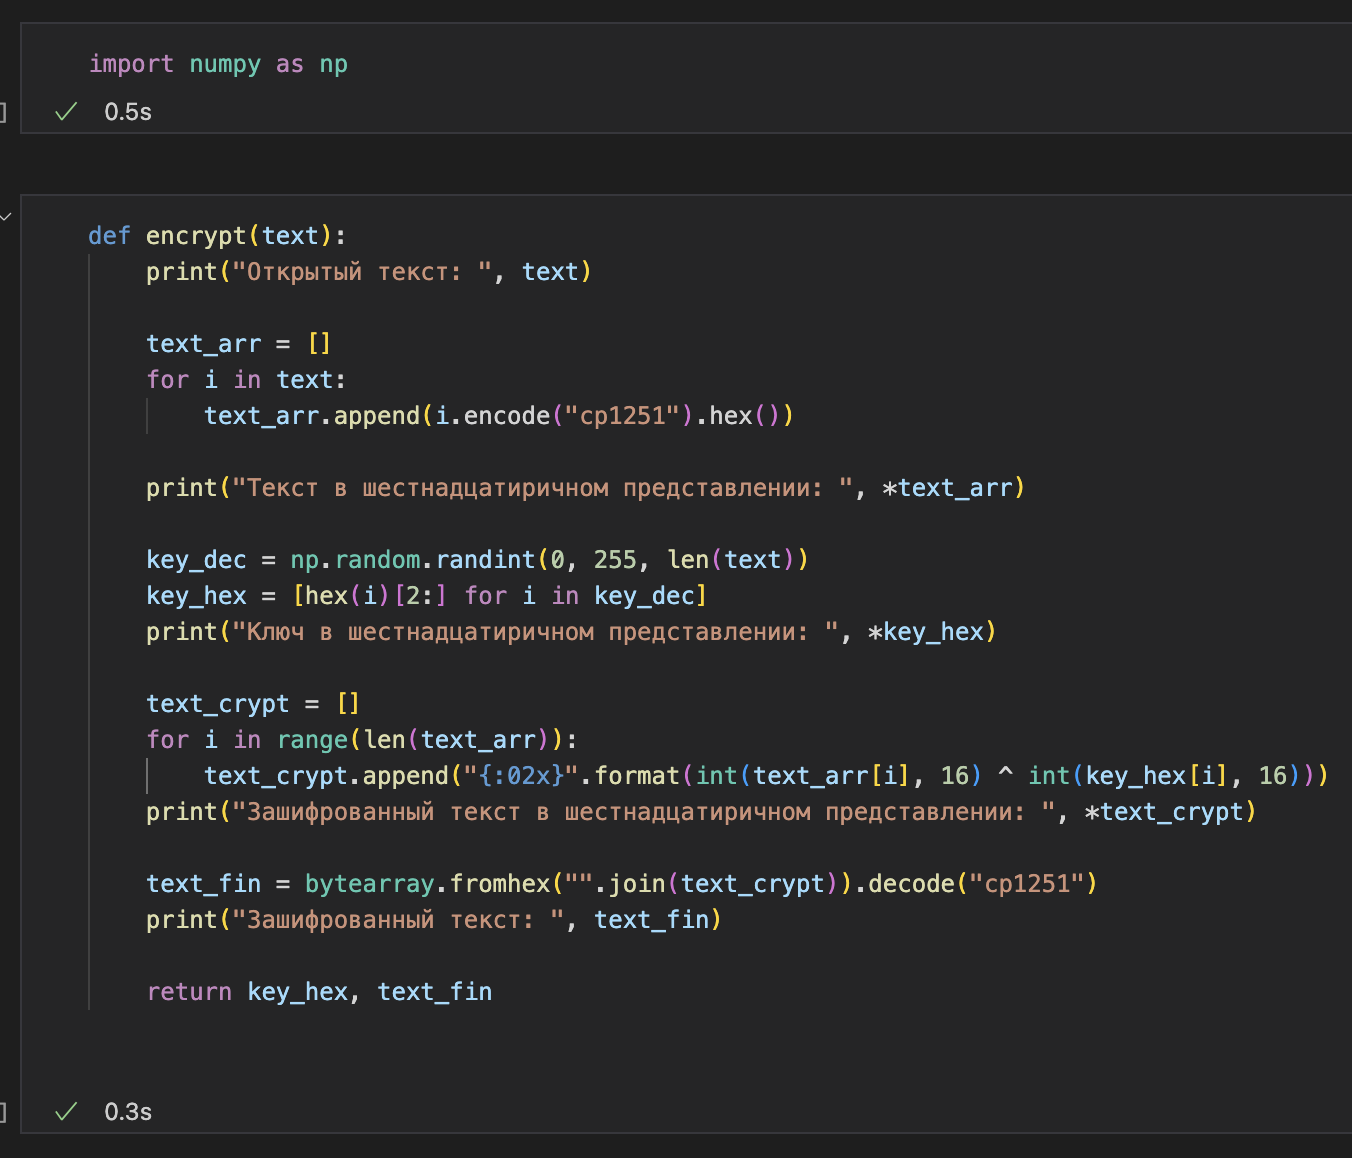 import numpy as np
0.5s
def encrypt(text):
    print("Открытый текст: ", text)
    text_arr = []
    for i in text:
        text_arr.append(i.encode("cp1251").hex())
    print("Текст в шестнадцатиричном представлении: ", *text_arr)
    key_dec = np.random.randint(0, 255, len(text))
    key_hex = [hex(i)[2:] for i in key_dec]
    print("Ключ в шестнадцатиричном представлении: ", *key_hex)
    text_crypt = []
    for i in range(len(text_arr)):
        text_crypt.append("{:02x}".format(int(text_arr[i], 16) ^ int(key_hex[i], 16)))
    print("Зашифрованный текст в шестнадцатиричном представлении: ", *text_crypt)
    text_fin = bytearray.fromhex("".join(text_crypt)).decode("cp1251")
    print("Зашифрованный текст: ", text_fin)
    return key_hex, text_fin
0.3s